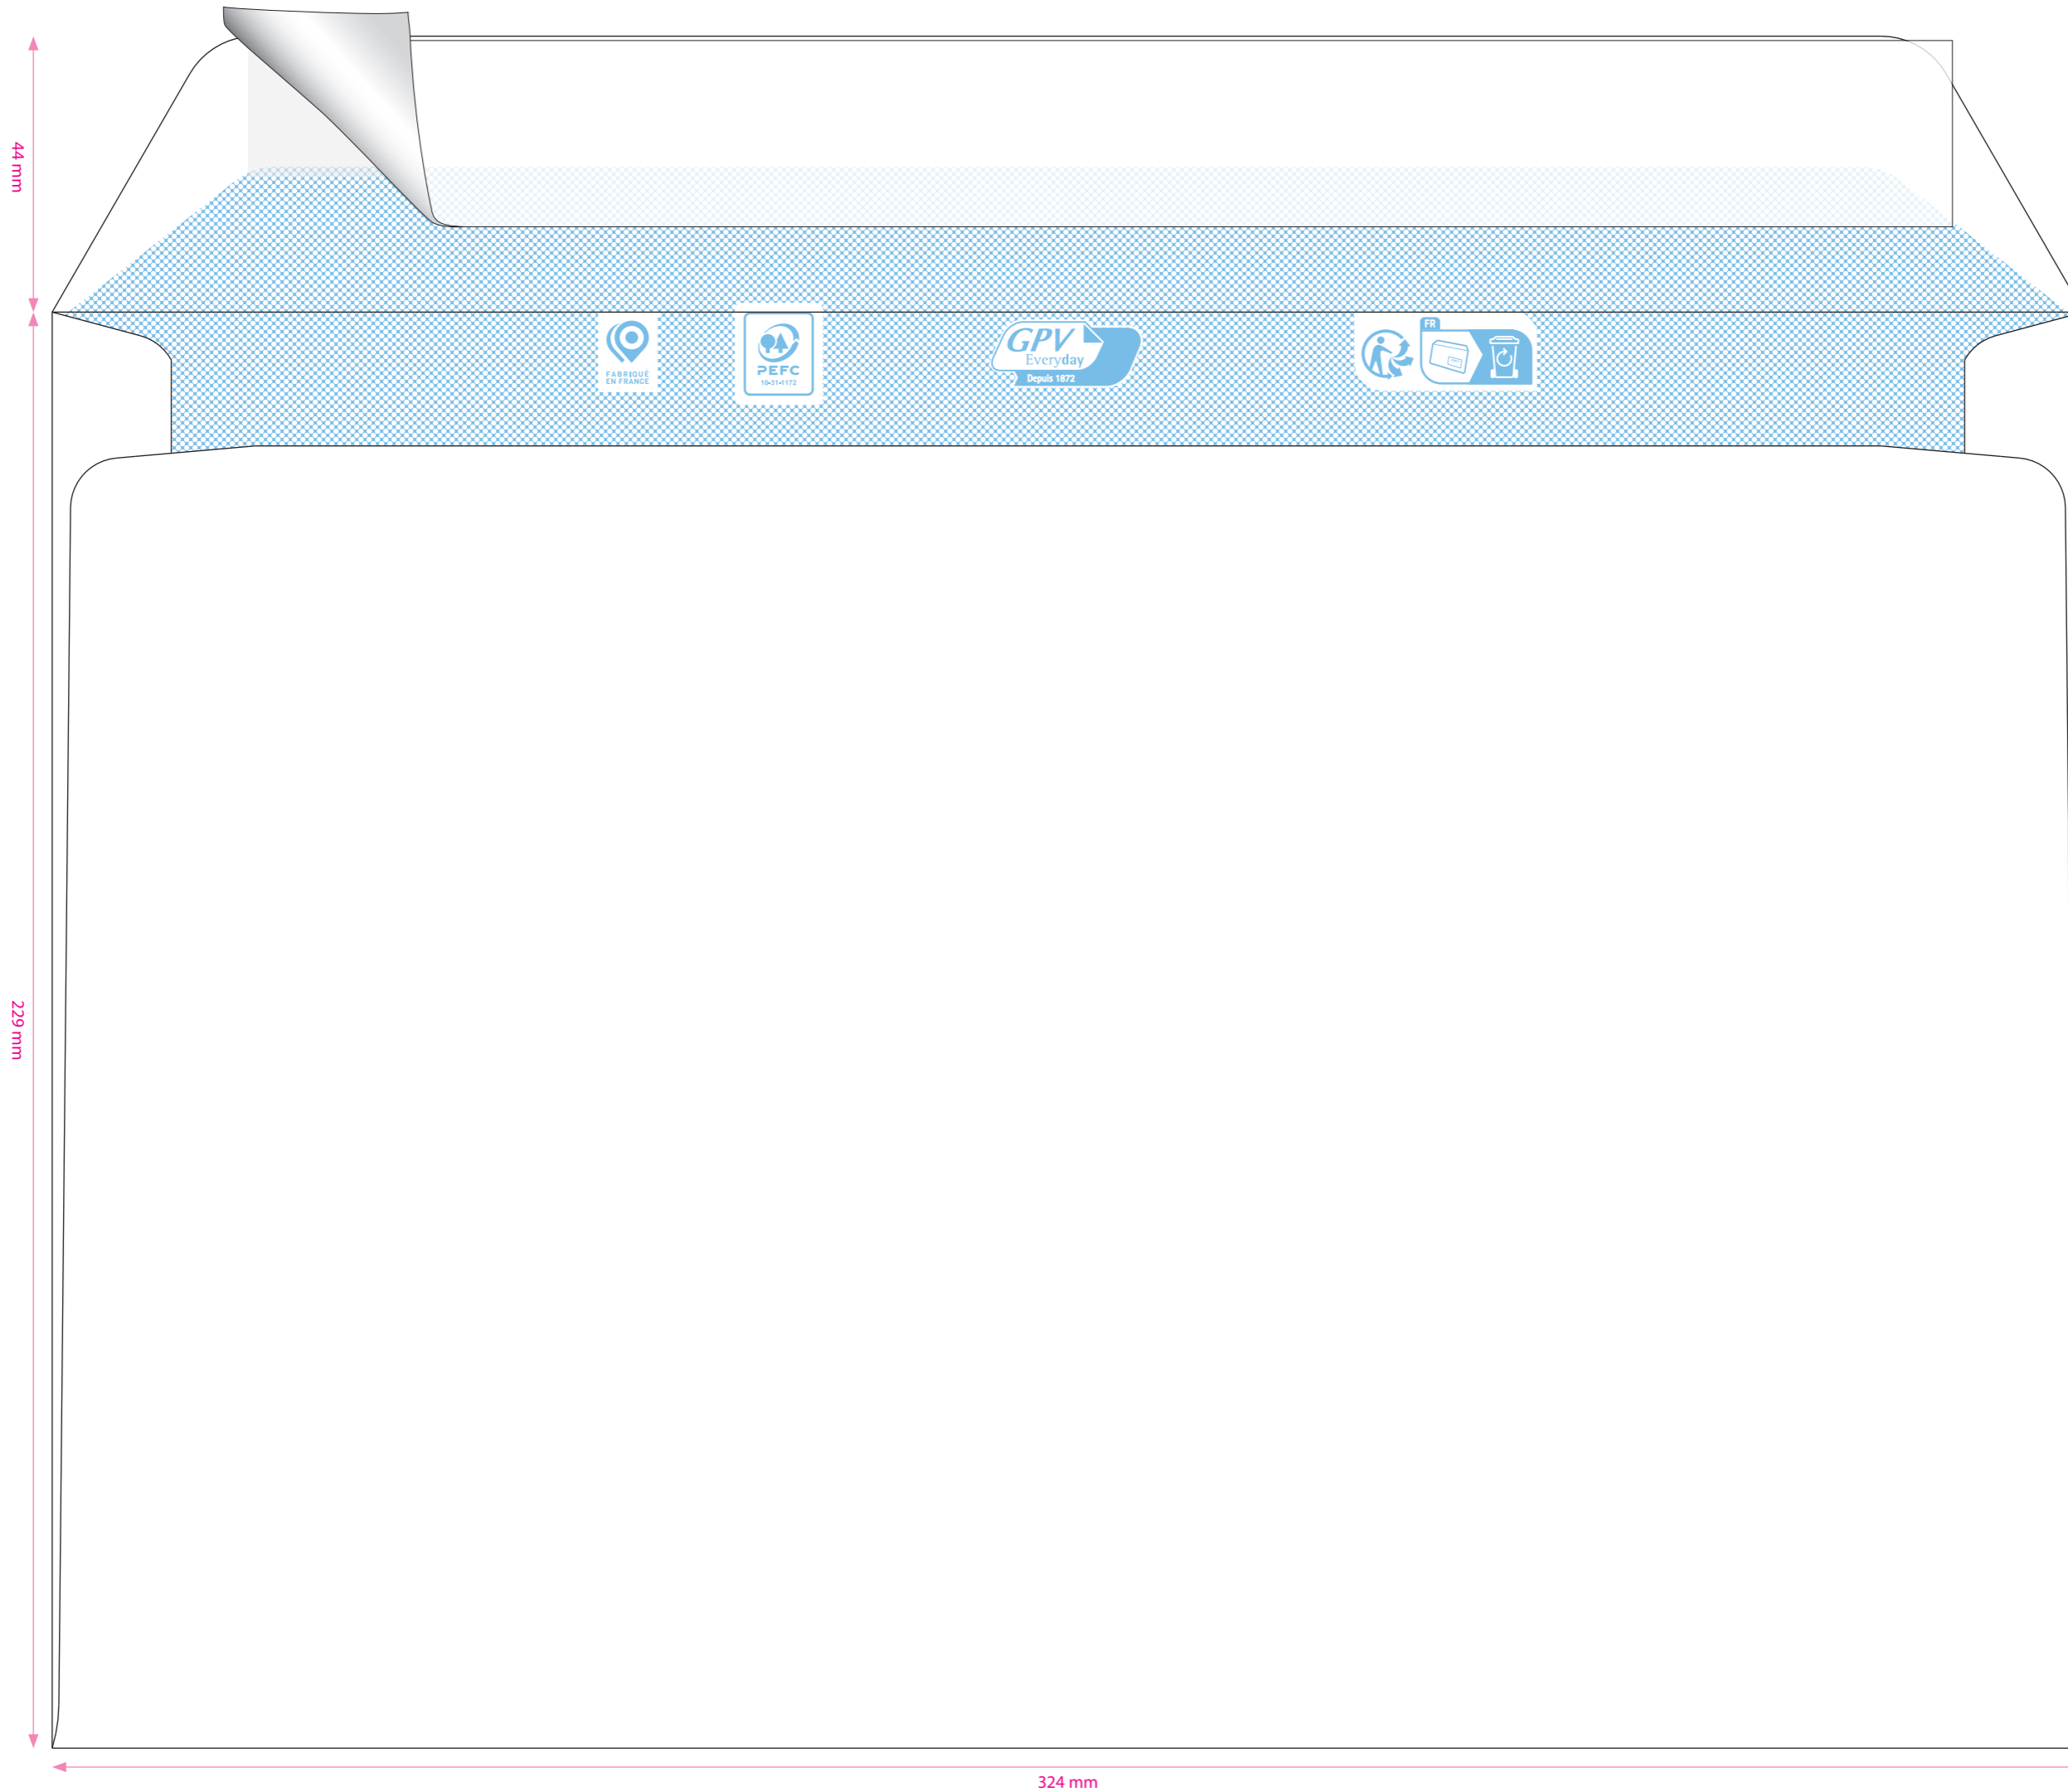 44 mm
FABRIQUÉ
EN FRANCE
PEFC
10-31-1172
GPV
Everyday
Depuis 1872
FR
229 mm
324 mm